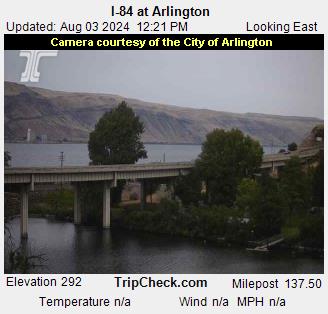 I-84 at Arlington
Updated: Aug 03 2024 12:21 PM Looking East
Camera courtesy of the City of Arlington
Elevation 292 TripCheck.com Milepost 137.50
Temperature n/a Wind n/a MPH n/a